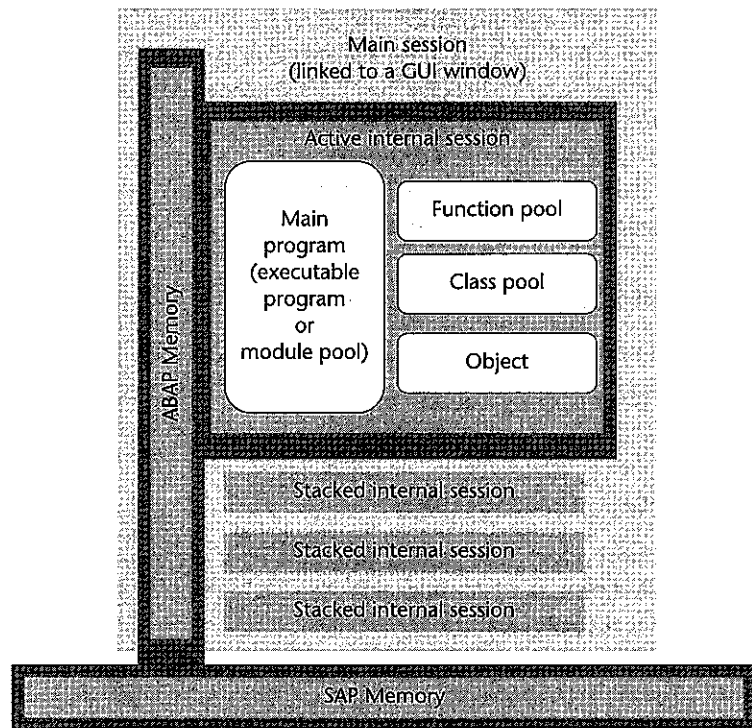 Main session
(linked to a GUI window)
Active internal session
Main
program
(executable
program
or
module pool)
Function pool
Class pool
Object
ABAP Memory
Stacked internal session
Stacked internal session
Stacked internal session
SAP Memory